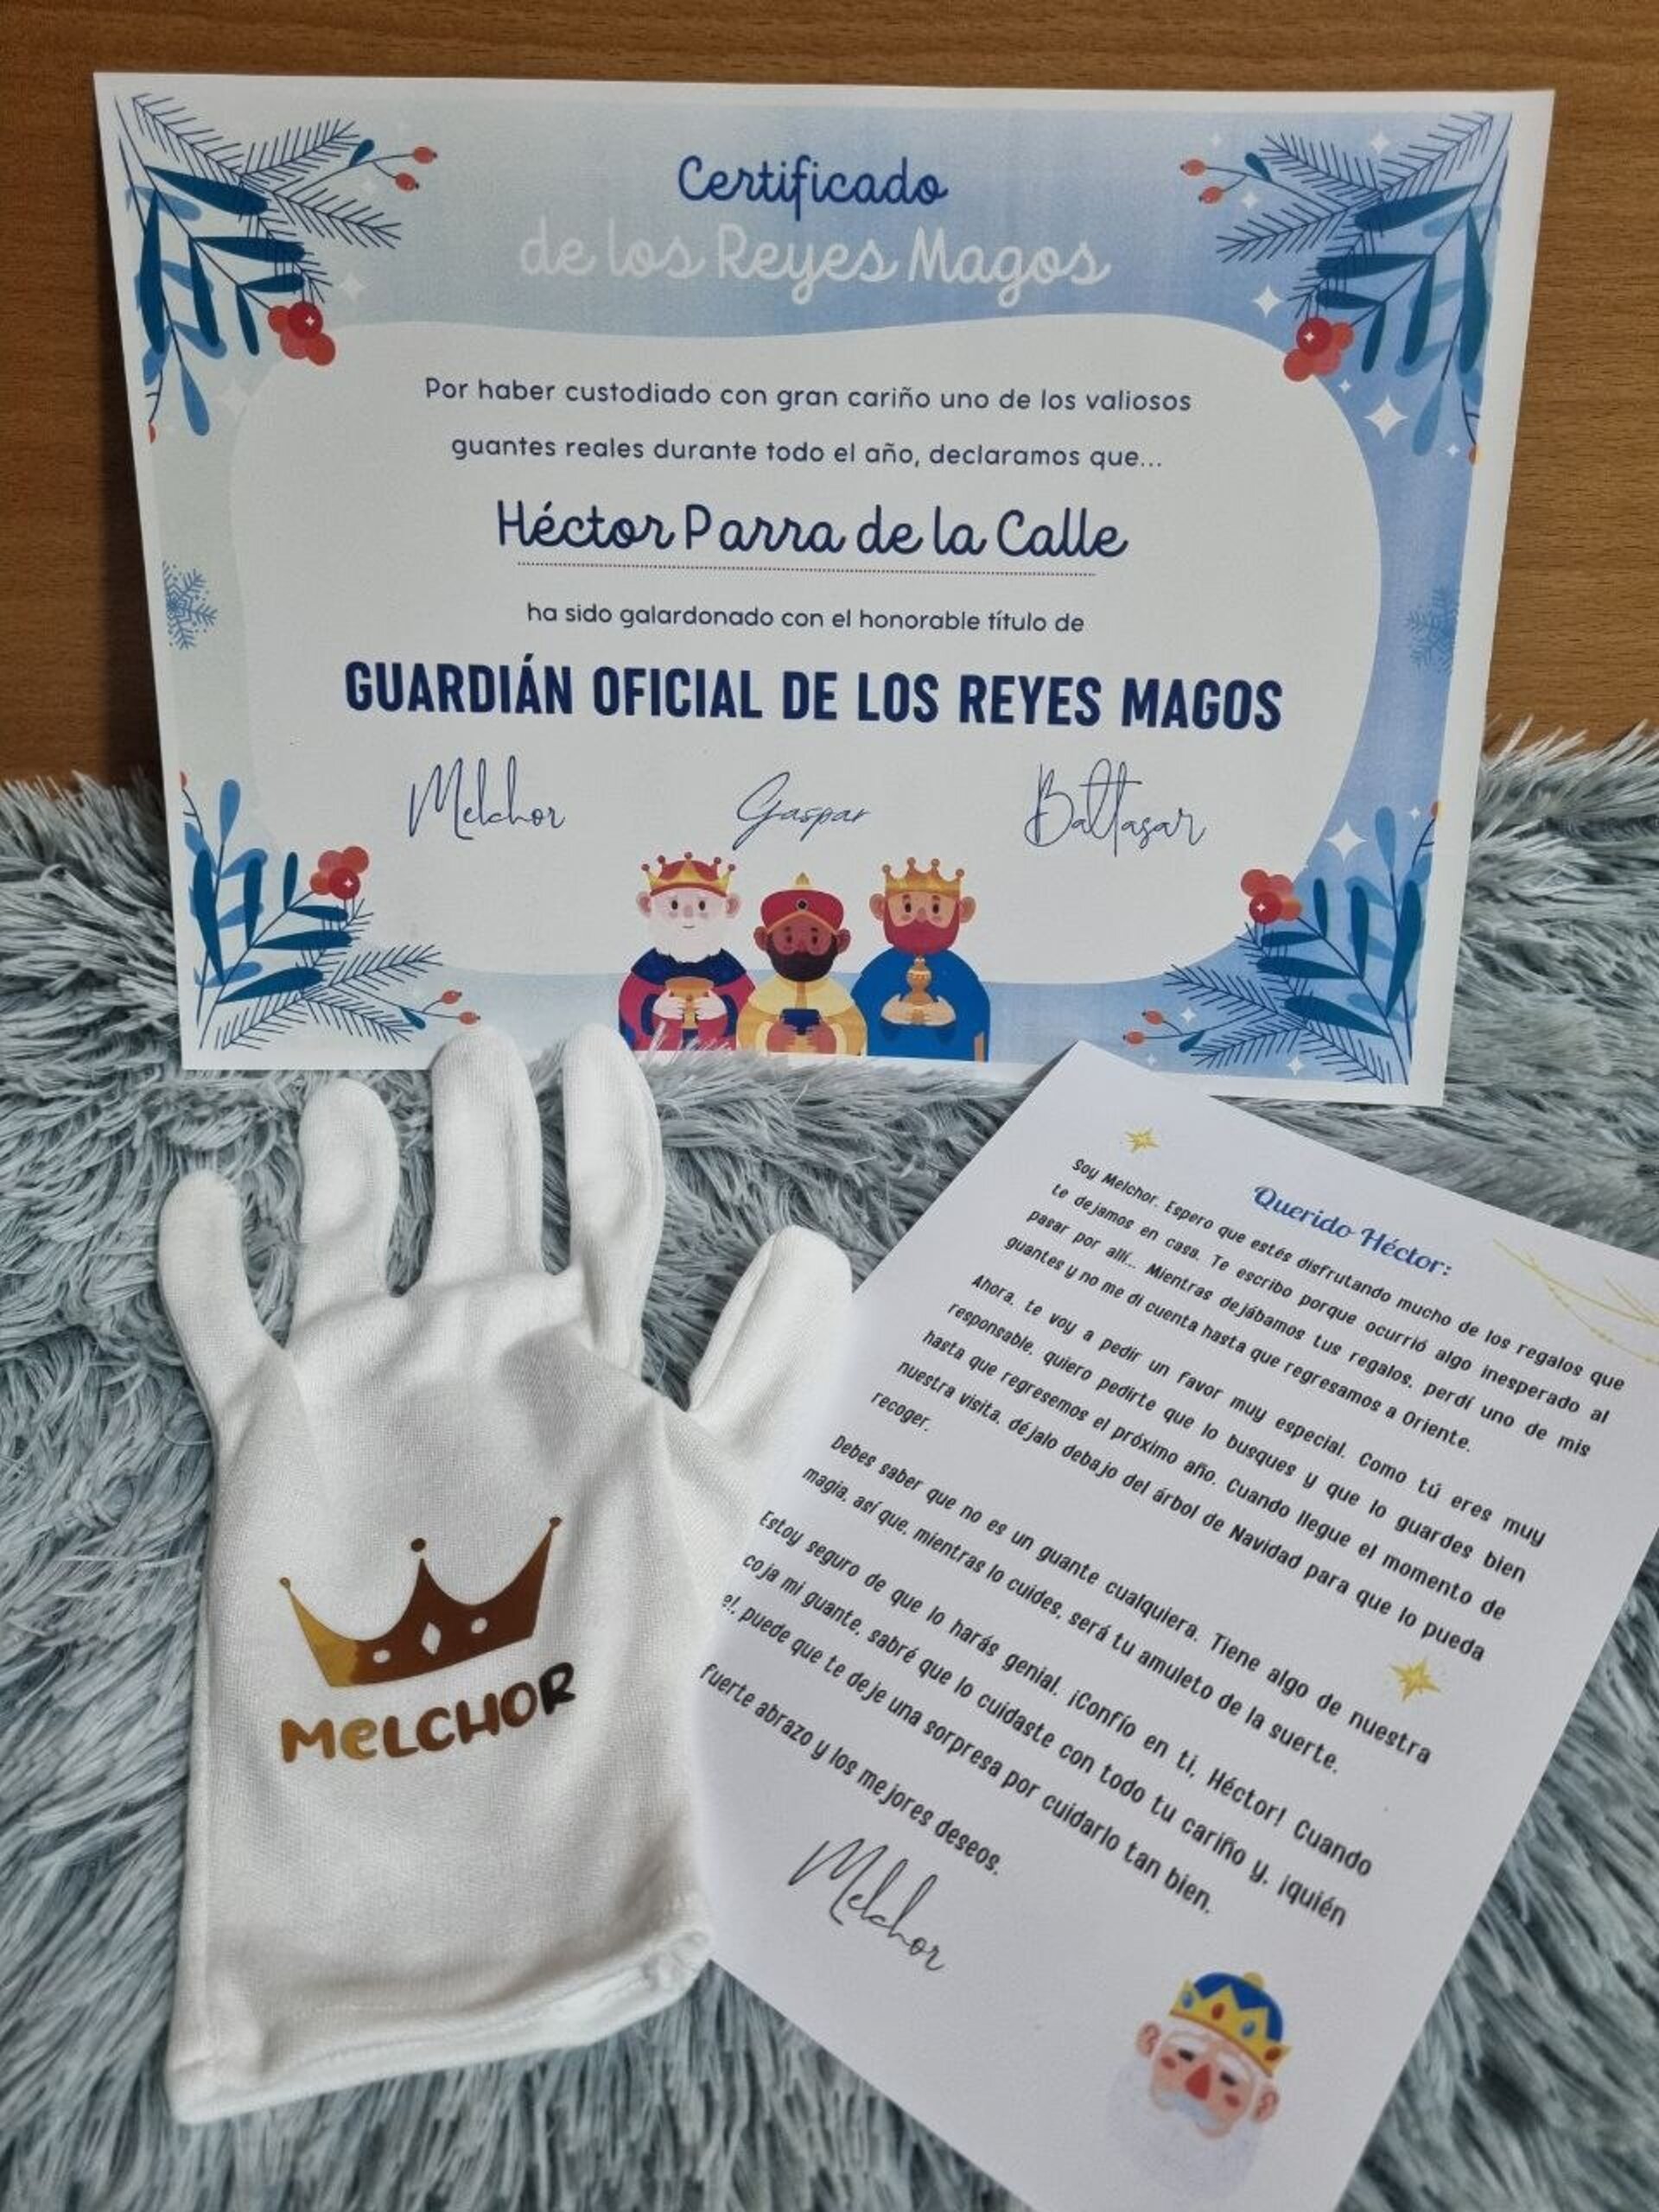 Certificado
de los Reyes Magos
Por haber custodiado con gran cariño uno de los valiosos
guantes reales durante todo el año, declaramos que...
Héctor Parra de la Calle
ha sido galardonado con el honorable título de
GUARDIÁN OFICIAL DE LOS REYES MAGOS
Melchor Gaspar Baltasar
MeLCHOR
Querido Héctor:
Soy Melchor. Espero que estés disfrutando mucho de los regalos que
te dejamos en casa. Te escribo porque ocurrió algo inesperado al
pasar por allí... Mientras dejábamos tus regalos, perdí uno de mis
guantes y no me di cuenta hasta que regresamos a Oriente.
Ahora, te voy a pedir un favor muy especial. Como tú eres muy
responsable, quiero pedirte que lo busques y que lo guardes bien
hasta que regresemos el próximo año. Cuando llegue el momento de
nuestra visita, déjalo debajo del árbol de Navidad para que lo pueda
recoger.
Debes saber que no es un guante cualquiera. Tiene algo de nuestra
magia, así que, mientras lo cuides, será tu amuleto de la suerte.
Estoy seguro de que lo harás genial. ¡Confío en ti, Héctor! Cuando
coja mi guante, sabré que lo cuidaste con todo tu cariño y, ¡quién
e!, puede que te deje una sorpresa por cuidarlo tan bien.
fuerte abrazo y los mejores deseos.
Melchor